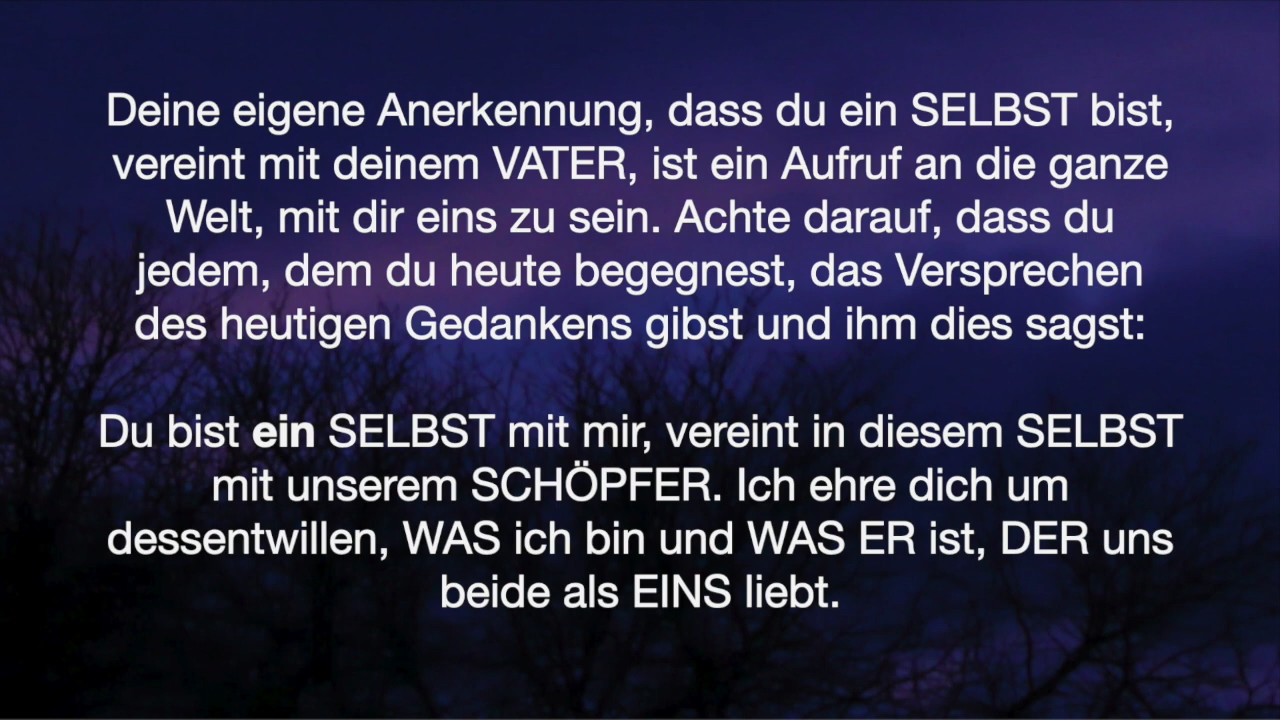 Deine eigene Anerkennung, dass du ein SELBST bist,
vereint mit deinem VATER, ist ein Aufruf an die ganze
Welt, mit dir eins zu sein. Achte darauf, dass du
jedem, dem du heute begegnest, das Versprechen
des heutigen Gedankens gibst und ihm dies sagst:
Du bist ein SELBST mit mir, vereint in diesem SELBST
mit unserem SCHÖPFER. Ich ehre dich um
dessentwillen, WAS ich bin und WAS ER ist, DER uns
beide als EINS liebt.